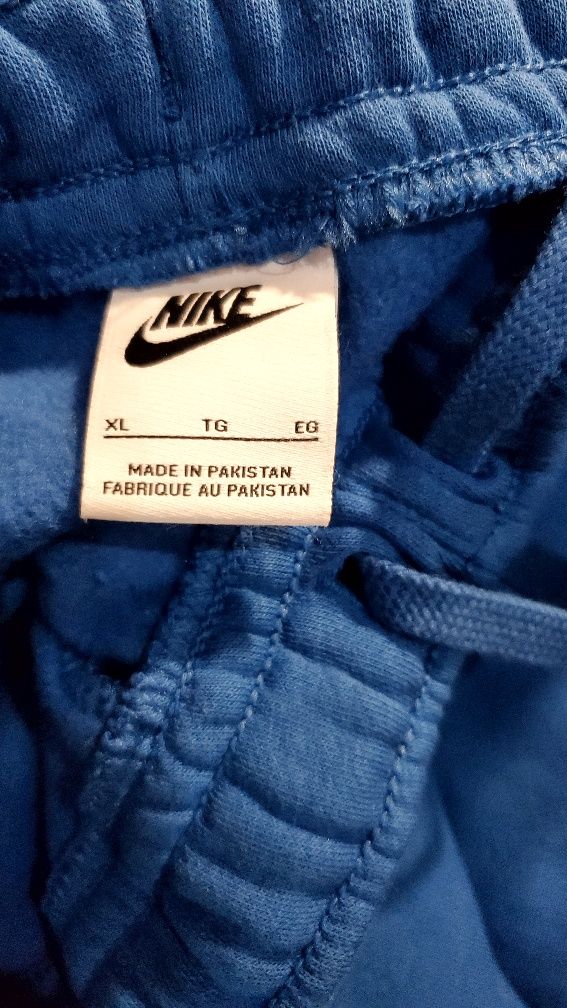 NIKE
XL TG EG
MADE IN PAKISTAN
FABRIQUE AU PAKISTAN